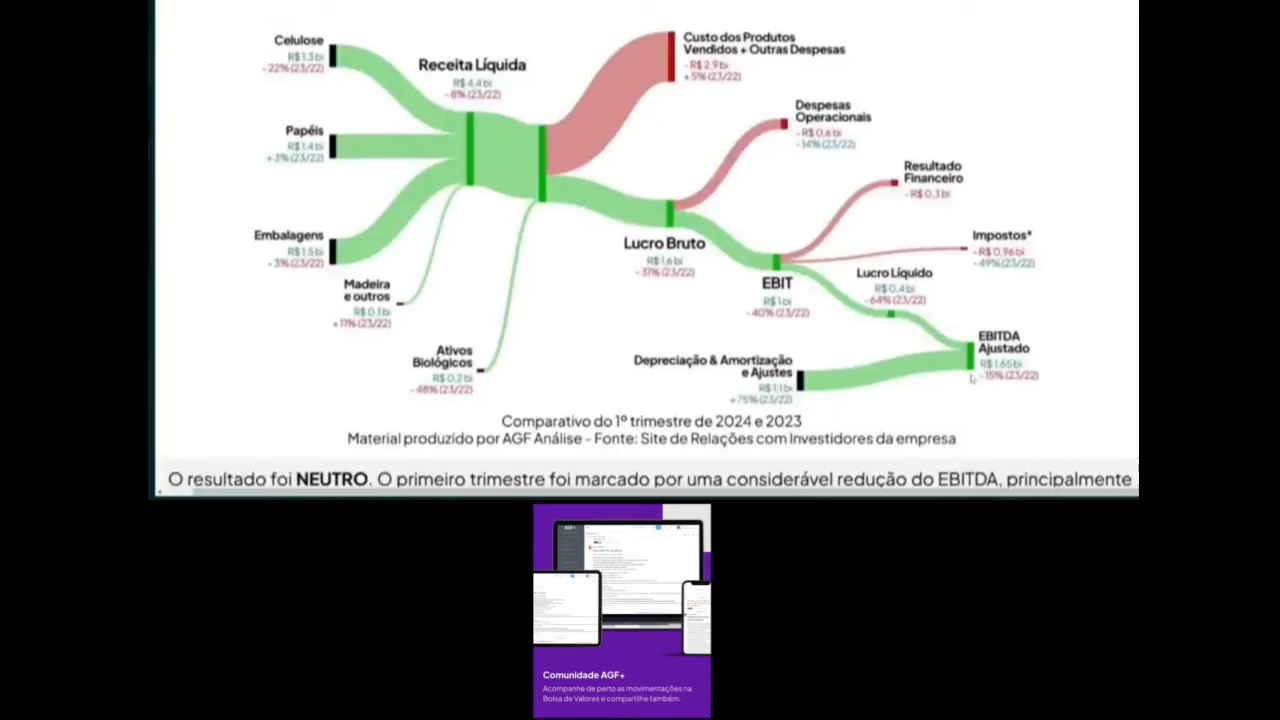 Celulose
R$ 1,3 bi
-22% (23/22)
Papéis
R$ 1,4 bi
+3% (23/22)
Embalagens
R$ 1,5 bi
-3% (23/22)
Madeira
e outros
R$ 0,1 bi
+11% (23/22)
Ativos
Biológicos
R$ 0,2 bi
-48% (23/22)
Receita Líquida
R$ 4,4 bi
-8% (23/22)
Custo dos Produtos
Vendidos + Outras Despesas
-R$ 2,9 bi
+5% (23/22)
Lucro Bruto
R$ 1,6 bi
-31% (23/22)
Despesas
Operacionais
-R$ 0,6 bi
-14% (23/22)
EBIT
R$ 1 bi
-40% (23/22)
Resultado
Financeiro
-R$ 0,3 bi
Impostos*
-R$ 0,96 bi
-49% (23/22)
Lucro Líquido
R$ 0,4 bi
-64% (23/22)
Depreciação & Amortização
e Ajustes
R$ 1,1 bi
+75% (23/22)
EBITDA
Ajustado
R$ 1,65 bi
-15% (23/22)
Comparativo do 1º trimestre de 2024 e 2023
Material produzido por AGF Análise - Fonte: Site de Relações com Investidores da empresa
O resultado foi NEUTRO. O primeiro trimestre foi marcado por uma considerável redução do EBITDA, principalmente
AGF+
Comunidade AGF+
Acompanhe de perto as movimentações na
Bolsa de Valores e compartilhe também.